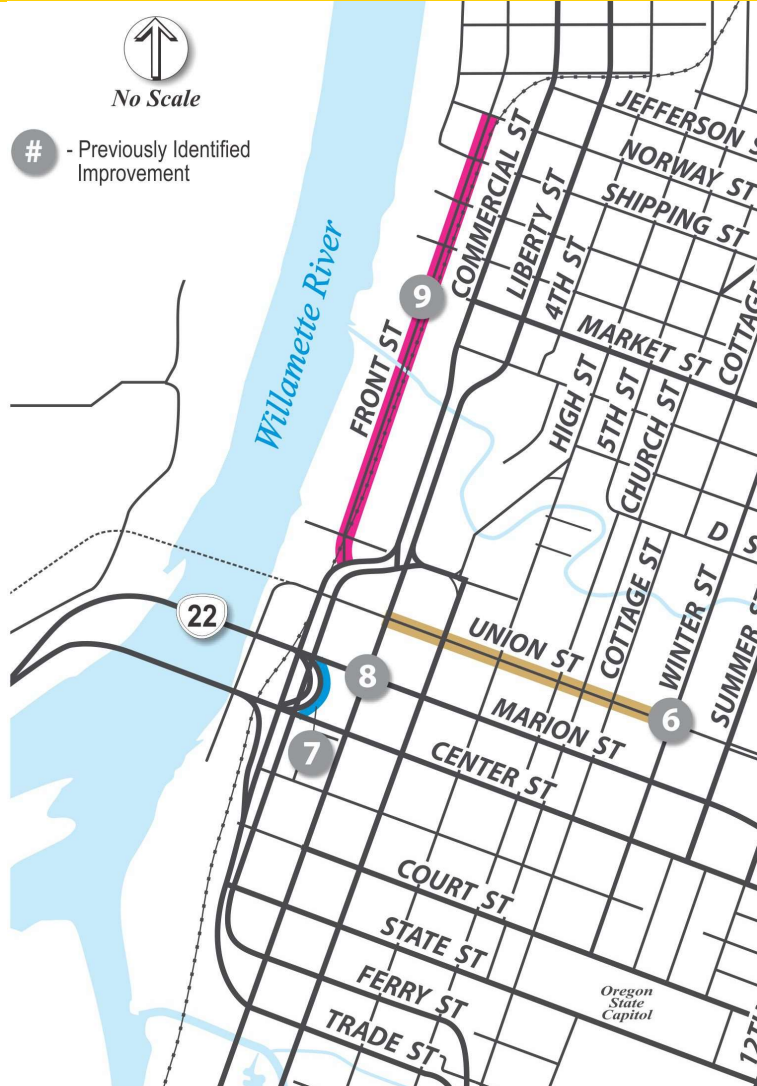 No Scale
# - Previously Identified
Improvement
Willamette River
JEFFERSON S
NORWAY ST
SHIPPING ST
COMMERCIAL ST
LIBERTY ST
4TH ST
COTTAGE
9
FRONT ST
MARKET ST
HIGH ST
5TH ST
CHURCH ST
D S
COTTAGE ST
WINTER ST
SUMMER ST
22
UNION ST
8
6
MARION ST
7
CENTER ST
COURT ST
STATE ST
FERRY ST
TRADE ST
Oregon
State
Capitol
12TH